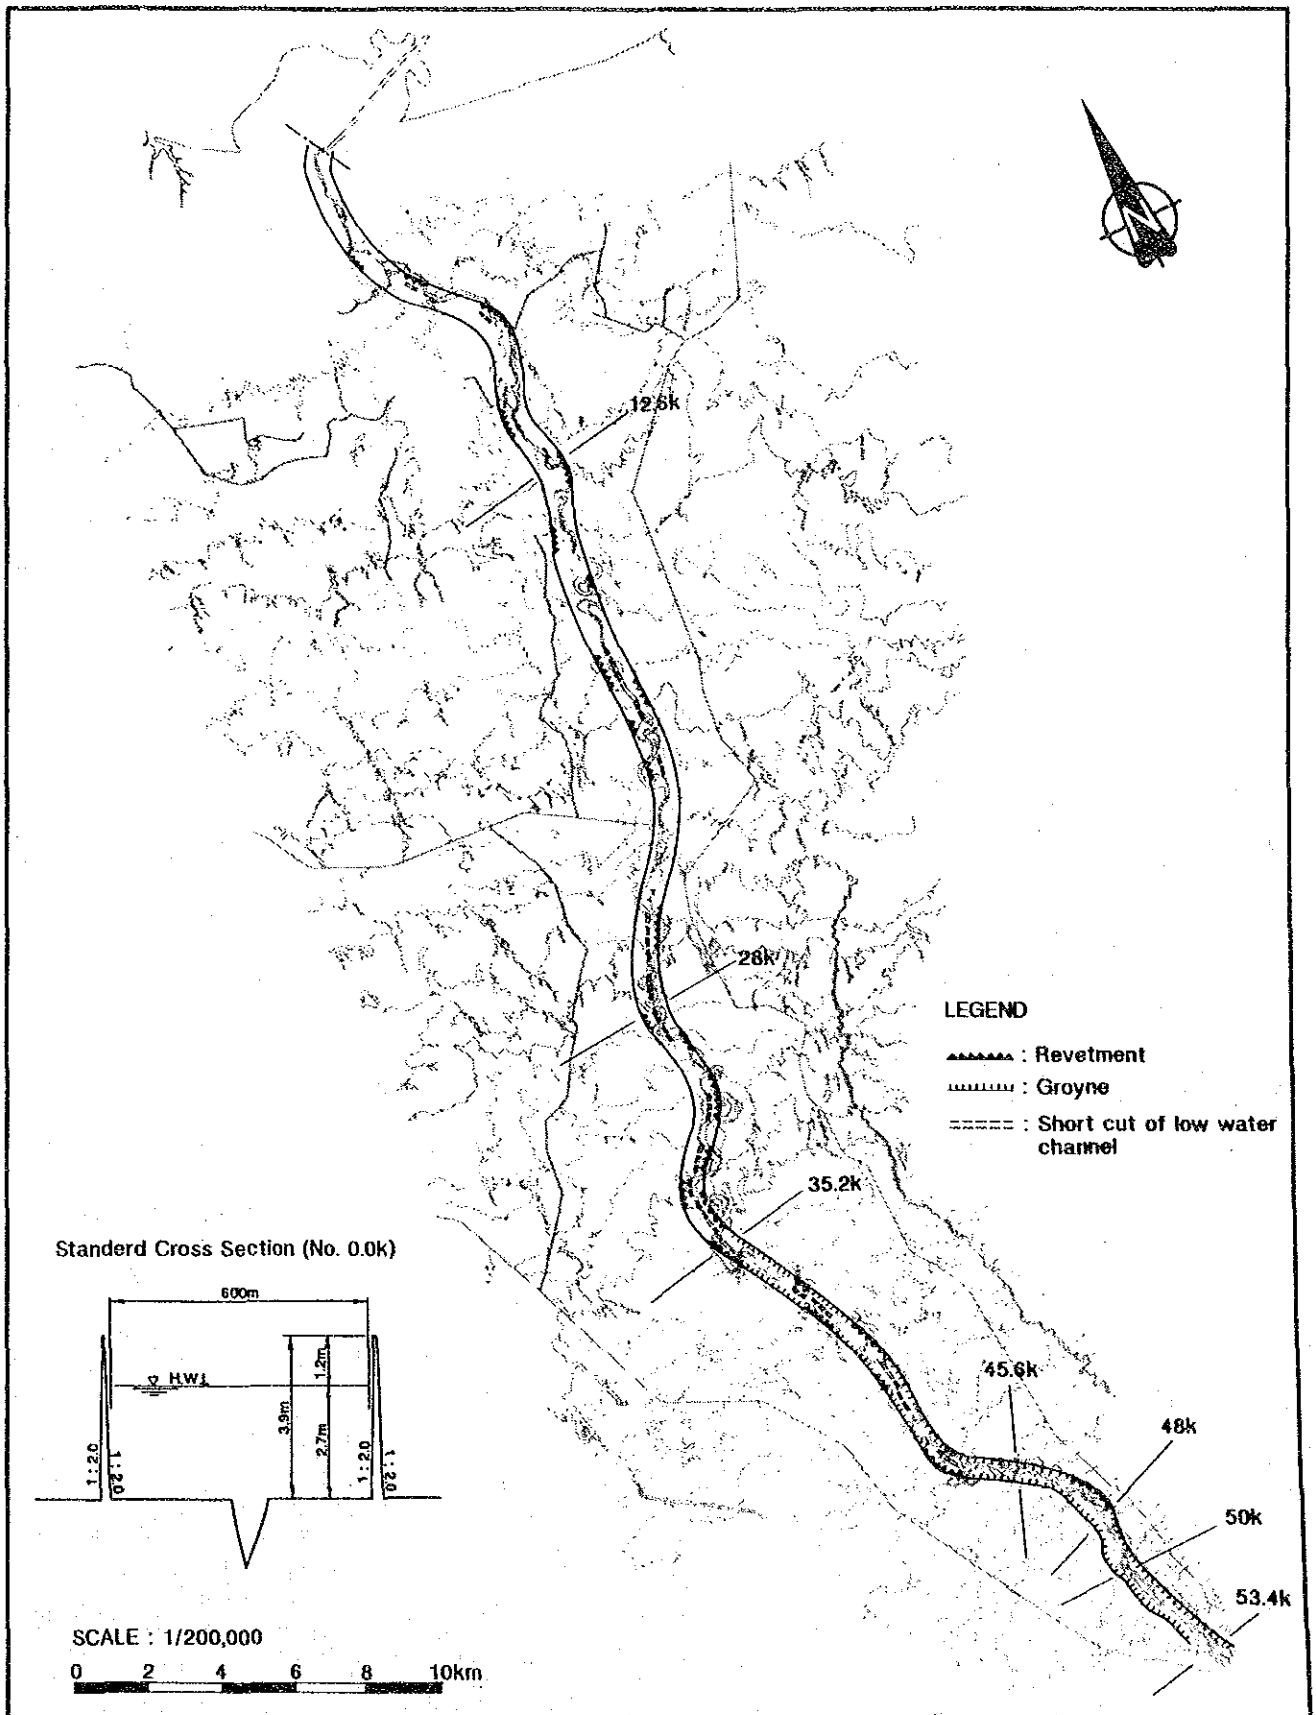 N
12.6k
28k
LEGEND
: Revetment
: Groyne
: Short cut of low water
channel
35.2k
Standerd Cross Section (No. 0.0k)
600m
H.W.L
3.9m
1.2m
2.7m
1 : 2.0
1 : 2.0
1 : 2.0
1 : 2.0
45.6k
48k
50k
53.4k
SCALE : 1/200,000
0 2 4 6 8 10km